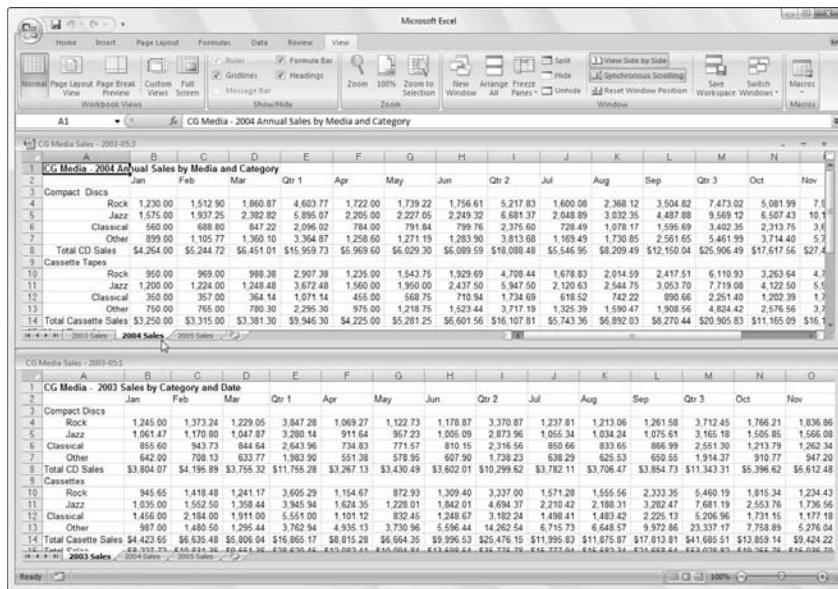 Microsoft Excel
Home Insert Page Layout Formulas Data Review View
Normal Page Layout View Page Break Preview Custom Views Full Screen
Ruler Formula Bar
Gridlines Headings
Message Bar
Zoom 100% Zoom to Selection
New Window Arrange All Freeze Panes
Split
Hide
Unhide
View Side by Side
Synchronous Scrolling
Reset Window Position
Save Workspace Switch Windows Macros
Workbook Views Show/Hide Zoom Window Macros
A1 fx CG Media - 2004 Annual Sales by Media and Category
CG Media Sales - 2003-05:3
A B C D E F G H I J K L M N
1 CG Media - 2004 Annual Sales by Media and Category
2 Jan Feb Mar Qtr 1 Apr May Jun Qtr 2 Jul Aug Sep Qtr 3 Oct Nov
3 Compact Discs
4 Rock 1,230.00 1,512.90 1,860.87 4,603.77 1,722.00 1,739.22 1,756.61 5,217.83 1,600.08 2,368.12 3,504.82 7,473.02 5,081.99
5 Jazz 1,575.00 1,937.25 2,382.82 5,895.07 2,205.00 2,227.05 2,249.32 6,681.37 2,048.89 3,032.35 4,487.88 9,569.12 6,507.43
6 Classical 560.00 688.80 847.22 2,096.02 784.00 791.84 799.76 2,375.60 728.49 1,078.17 1,595.69 3,402.35 2,313.75
7 Other 899.00 1,105.77 1,360.10 3,364.87 1,258.60 1,271.19 1,283.90 3,813.68 1,169.49 1,730.85 2,561.65 5,461.99 3,714.40
8 Total CD Sales $4,264.00 $5,244.72 $6,451.01 $15,959.73 $5,969.60 $6,029.30 $6,089.59 $18,088.48 $5,546.95 $8,209.49 $12,150.04 $25,906.49 $17,617.56
9 Cassette Tapes
10 Rock 950.00 969.00 988.38 2,907.38 1,235.00 1,543.75 1,929.69 4,708.44 1,678.83 2,014.59 2,417.51 6,110.93 3,263.64
11 Jazz 1,200.00 1,224.00 1,248.48 3,672.48 1,560.00 1,950.00 2,437.50 5,947.50 2,120.63 2,544.75 3,053.70 7,719.08 4,122.50
12 Classical 350.00 357.00 364.14 1,071.14 455.00 568.75 710.94 1,734.69 618.52 742.22 890.66 2,251.40 1,202.39
13 Other 750.00 765.00 780.30 2,295.30 975.00 1,218.75 1,523.44 3,717.19 1,325.39 1,590.47 1,908.56 4,824.42 2,576.56
14 Total Cassette Sales $3,250.00 $3,315.00 $3,381.30 $9,946.30 $4,225.00 $5,281.25 $6,601.56 $16,107.81 $5,743.36 $6,892.03 $8,270.44 $20,905.83 $11,165.09
2003 Sales 2004 Sales 2005 Sales
CG Media Sales - 2003-05:1
A B C D E F G H I J K L M N O
1 CG Media - 2003 Sales by Category and Date
2 Jan Feb Mar Qtr 1 Apr May Jun Qtr 2 Jul Aug Sep Qtr 3 Oct Nov
3 Compact Discs
4 Rock 1,245.00 1,373.24 1,229.05 3,847.28 1,069.27 1,122.73 1,178.87 3,370.87 1,237.81 1,213.06 1,261.58 3,712.45 1,766.21 1,836.86
5 Jazz 1,061.47 1,170.80 1,047.87 3,280.14 911.64 957.23 1,005.09 2,873.96 1,055.34 1,034.24 1,075.61 3,165.18 1,505.85 1,566.08
6 Classical 855.60 943.73 844.64 2,643.96 734.83 771.57 810.15 2,316.56 850.66 833.65 866.99 2,551.30 1,213.79 1,262.34
7 Other 642.00 708.13 633.77 1,983.90 551.38 578.95 607.90 1,738.23 638.29 625.53 650.55 1,914.37 910.77 947.20
8 Total CD Sales $3,804.07 $4,195.89 $3,755.32 $11,755.28 $3,267.13 $3,430.49 $3,602.01 $10,299.62 $3,782.11 $3,706.47 $3,854.73 $11,343.31 $5,396.62 $5,612.48
9 Cassettes
10 Rock 945.65 1,418.48 1,241.17 3,605.29 1,154.67 872.93 1,309.40 3,337.00 1,571.28 1,555.56 2,333.35 5,460.19 1,815.34 1,234.43
11 Jazz 1,035.00 1,552.50 1,358.44 3,945.94 1,624.35 1,228.01 1,842.01 4,694.37 2,210.42 2,188.31 3,282.47 7,681.19 2,553.76 1,736.56
12 Classical 1,456.00 2,184.00 1,911.00 5,551.00 1,101.12 832.45 1,248.67 3,182.24 1,498.41 1,483.42 2,225.13 5,206.96 1,731.15 1,177.18
13 Other 987.00 1,480.50 1,295.44 3,762.94 4,935.13 3,730.96 5,596.44 14,262.54 6,715.73 6,648.57 9,972.86 23,337.17 7,758.89 5,276.04
14 Total Casette Sales $4,423.65 $6,635.48 $5,806.04 $16,865.17 $8,815.28 $6,664.35 $9,996.53 $25,476.15 $11,995.83 $11,875.87 $17,813.81 $41,685.51 $13,859.14 $9,424.22
2003 Sales 2004 Sales 2005 Sales
Ready 100%